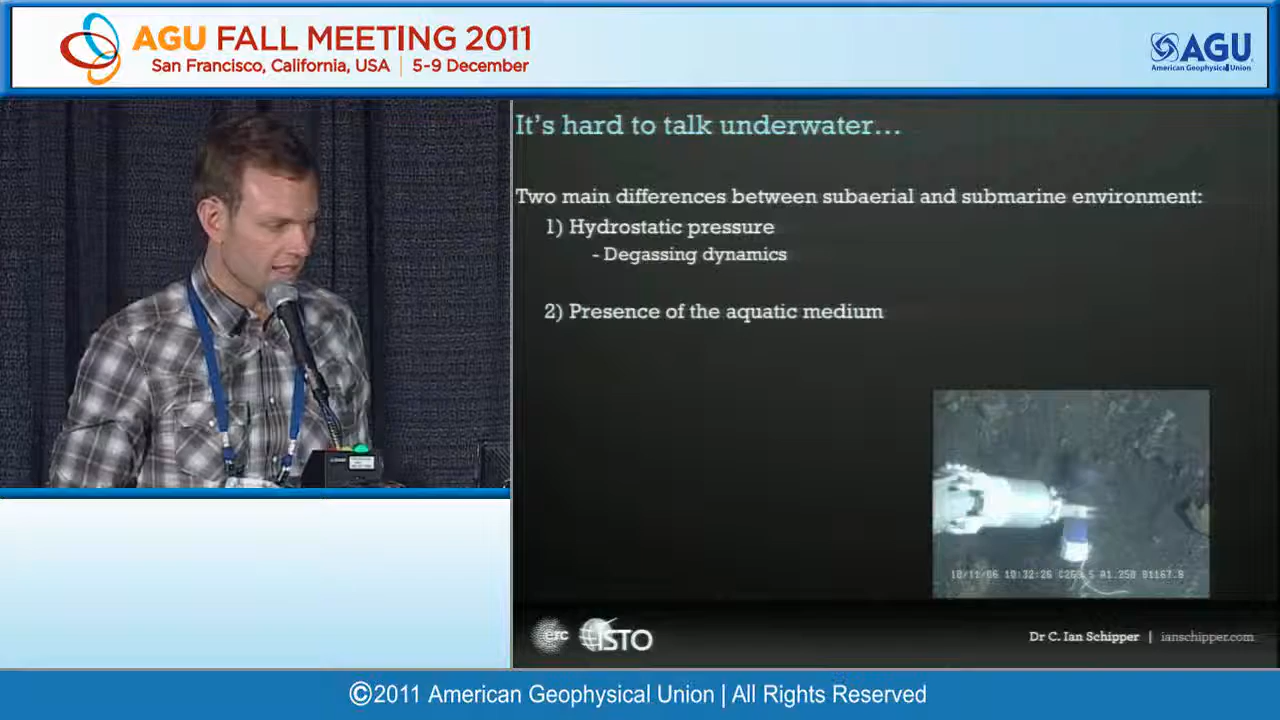 AGU FALL MEETING 2011
San Francisco, California, USA | 5-9 December
AGU
American Geophysical Union
It's hard to talk underwater…
Two main differences between subaerial and submarine environment:
1) Hydrostatic pressure
- Degassing dynamics
2) Presence of the aquatic medium
erc
ISTO
Dr C. Ian Schipper | ianschipper.com
©2011 American Geophysical Union | All Rights Reserved